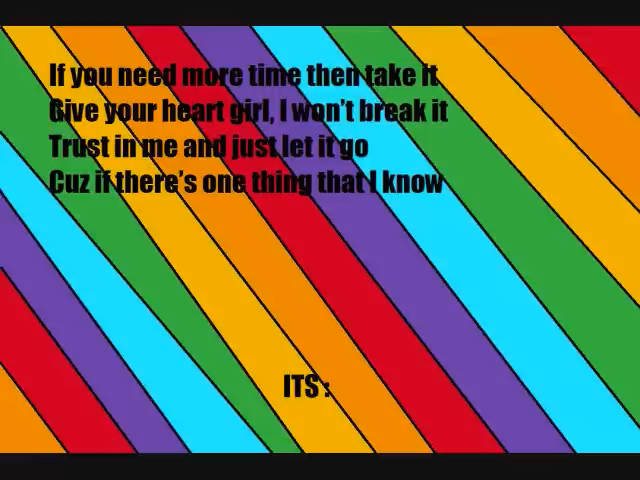 If you need more time then take it
Give your heart girl, I won't break it
Trust in me and just let it go
Cuz if there's one thing that I know
ITS :